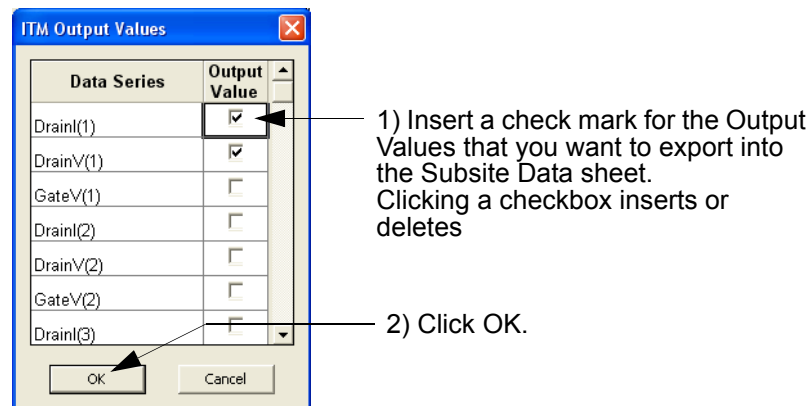 ITM Output Values
Data Series
Output
Value
DrainI(1)
DrainV(1)
GateV(1)
DrainI(2)
DrainV(2)
GateV(2)
DrainI(3)
OK
Cancel
1) Insert a check mark for the Output
Values that you want to export into
the Subsite Data sheet.
Clicking a checkbox inserts or
deletes
2) Click OK.